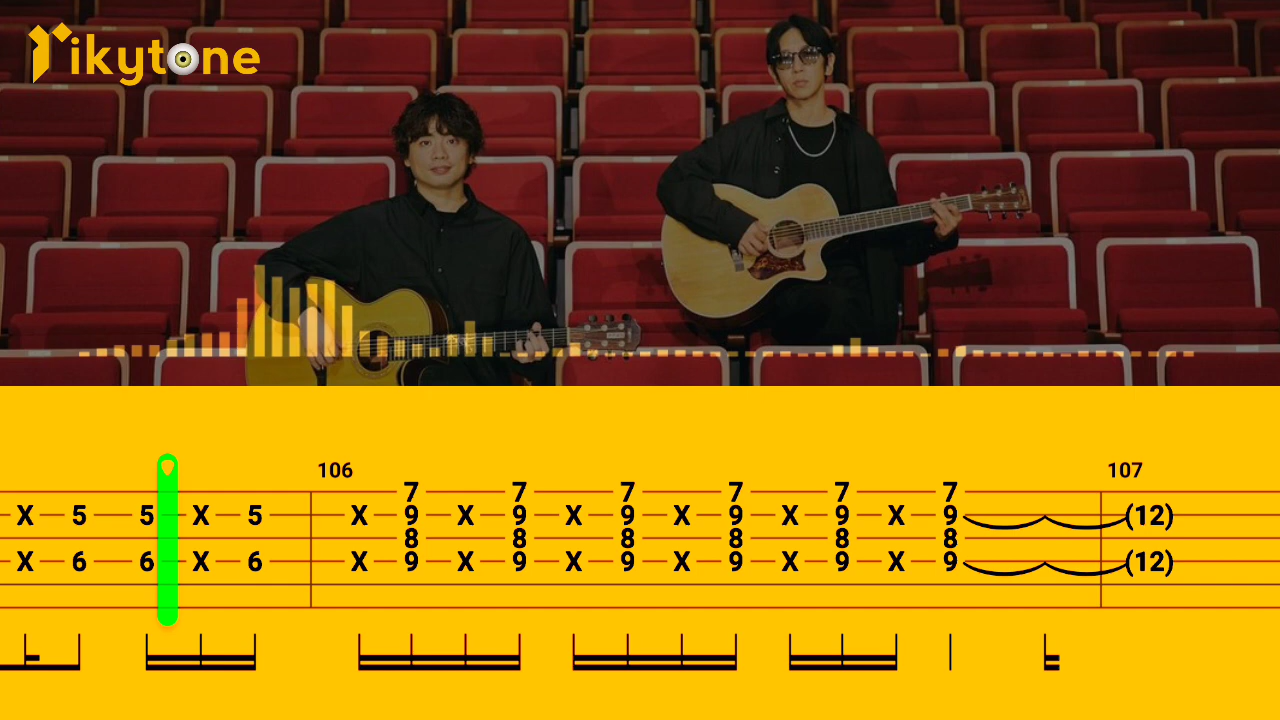 rikytone
106 107
7 7 7 7 7 7
X 5 5 X 5 X 9 X 9 X 9 X 9 X 9 X 9 (12)
8 8 8 8 8 8
X 6 6 X 6 X 9 X 9 X 9 X 9 X 9 X 9 (12)